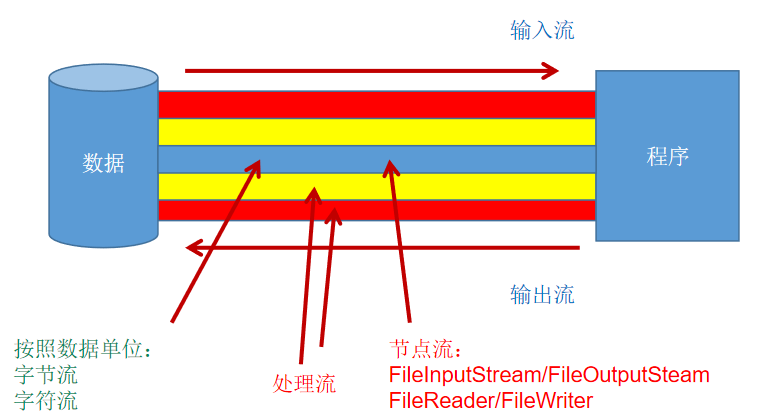 输入流
数据
程序
输出流
按照数据单位:
字节流
字符流
处理流
节点流:
FileInputStream/FileOutputSteam
FileReader/FileWriter